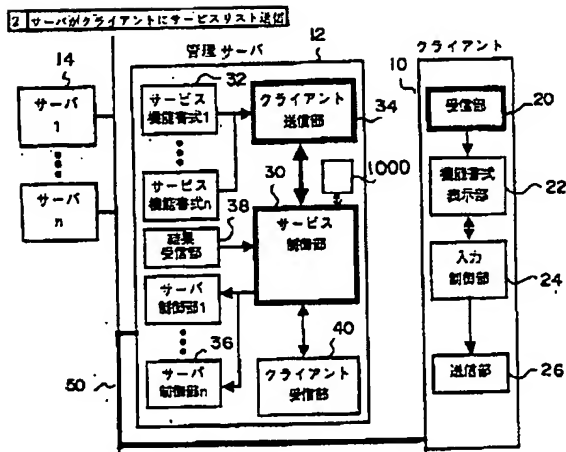 2 サーバがクライアントにサービスリスト送信
管理サーバ
12
クライアント
14
サーバ
1
サーバ
n
32
サービス
機能書式1
サービス
機能書式n
クライアント
送信部
34
30
1000
サービス
制御部
38
結果
受信部
サーバ
制御部1
36
サーバ
制御部n
40
クライアント
受信部
50
10
受信部
20
機能書式
表示部
22
入力
制御部
24
送信部
26